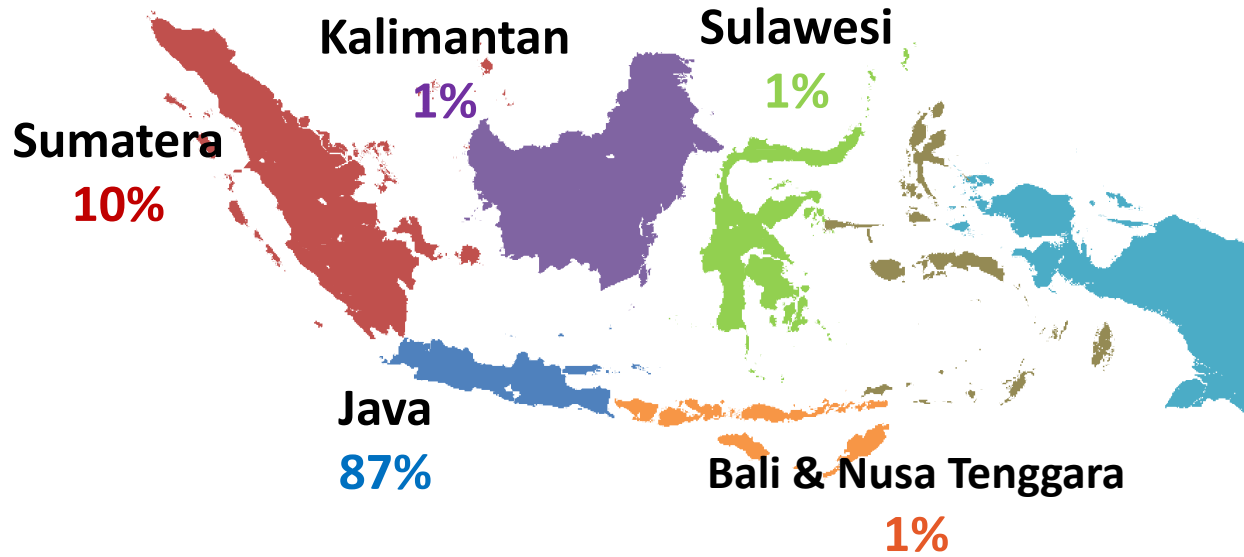 Kalimantan
1%
Sulawesi
1%
Sumatera
10%
Java
87%
Bali & Nusa Tenggara
1%